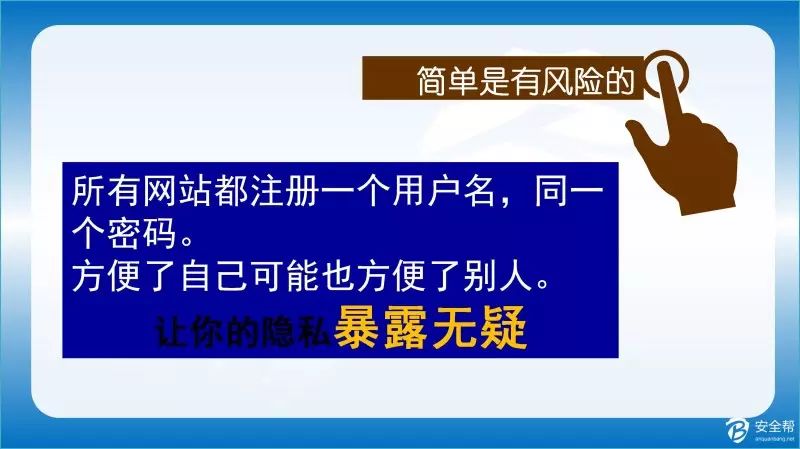 简单是有风险的
所有网站都注册一个用户名，同一
个密码。
方便了自己可能也方便了别人。
让你的隐私暴露无疑
安全帮
anquanbang.net